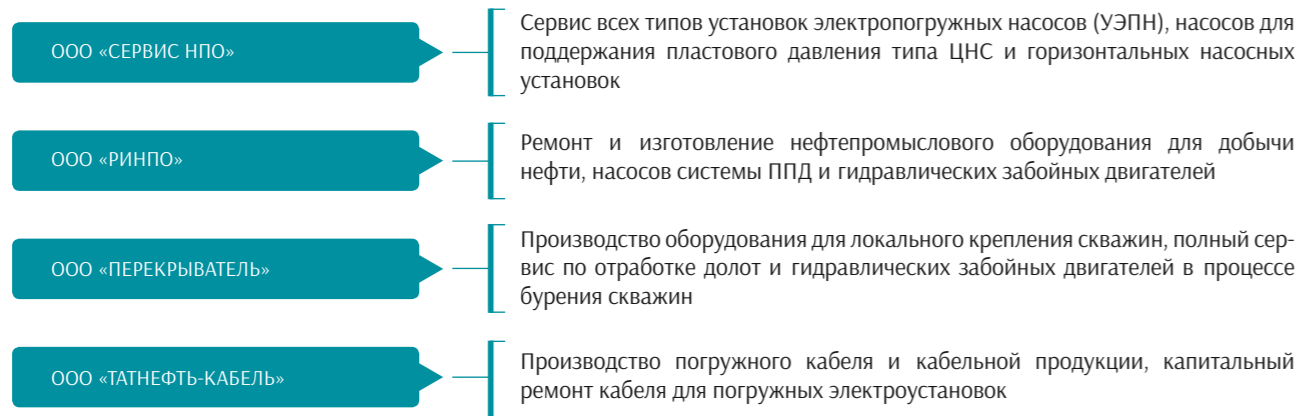 ООО «СЕРВИС НПО»
Сервис всех типов установок электропогружных насосов (УЭПН), насосов для
поддержания пластового давления типа ЦНС и горизонтальных насосных
установок
ООО «РИНПО»
Ремонт и изготовление нефтепромыслового оборудования для добычи
нефти, насосов системы ППД и гидравлических забойных двигателей
ООО «ПЕРЕКРЫВАТЕЛЬ»
Производство оборудования для локального крепления скважин, полный сер-
вис по отработке долот и гидравлических забойных двигателей в процессе
бурения скважин
ООО «ТАТНЕФТЬ-КАБЕЛЬ»
Производство погружного кабеля и кабельной продукции, капитальный
ремонт кабеля для погружных электроустановок